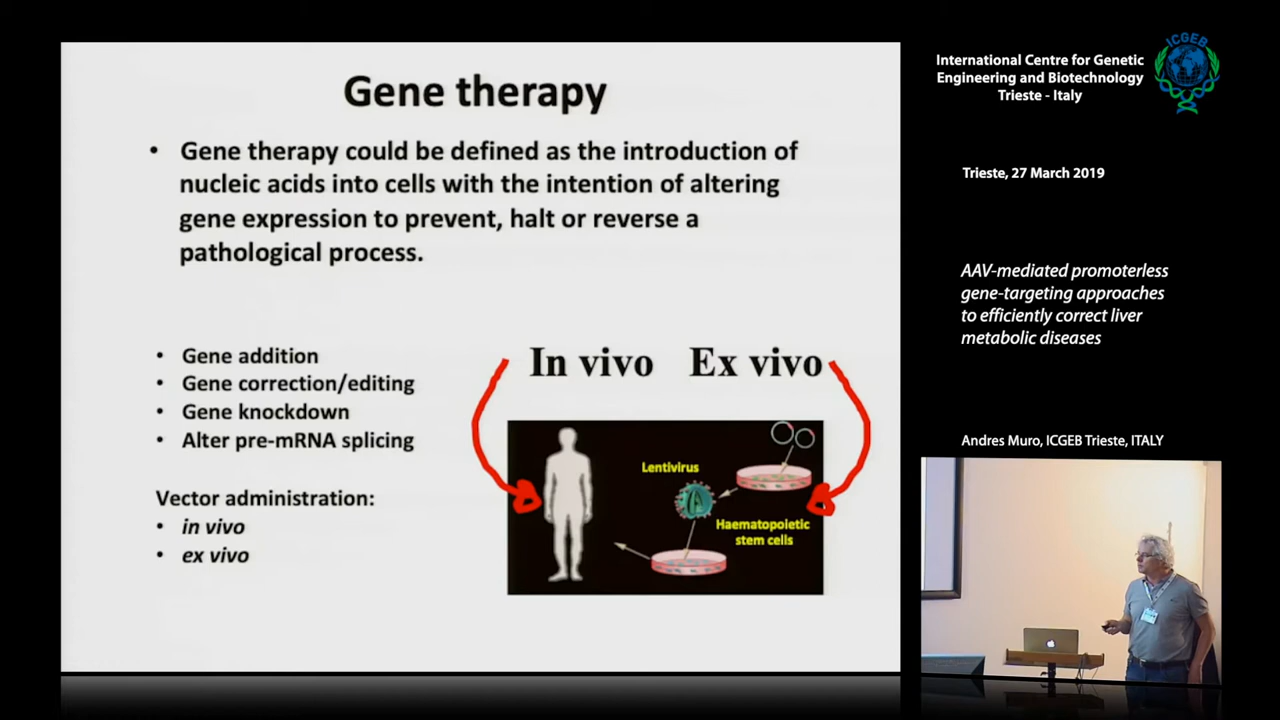 Gene therapy
• Gene therapy could be defined as the introduction of
nucleic acids into cells with the intention of altering
gene expression to prevent, halt or reverse a
pathological process.
• Gene addition
• Gene correction/editing
• Gene knockdown
• Alter pre-mRNA splicing
Vector administration:
• in vivo
• ex vivo
In vivo Ex vivo
Lentivirus
Haematopoietic
stem cells
International Centre for Genetic
Engineering and Biotechnology
Trieste - Italy
ICGEB
Trieste, 27 March 2019
AAV-mediated promoterless
gene-targeting approaches
to efficiently correct liver
metabolic diseases
Andres Muro, ICGEB Trieste, ITALY